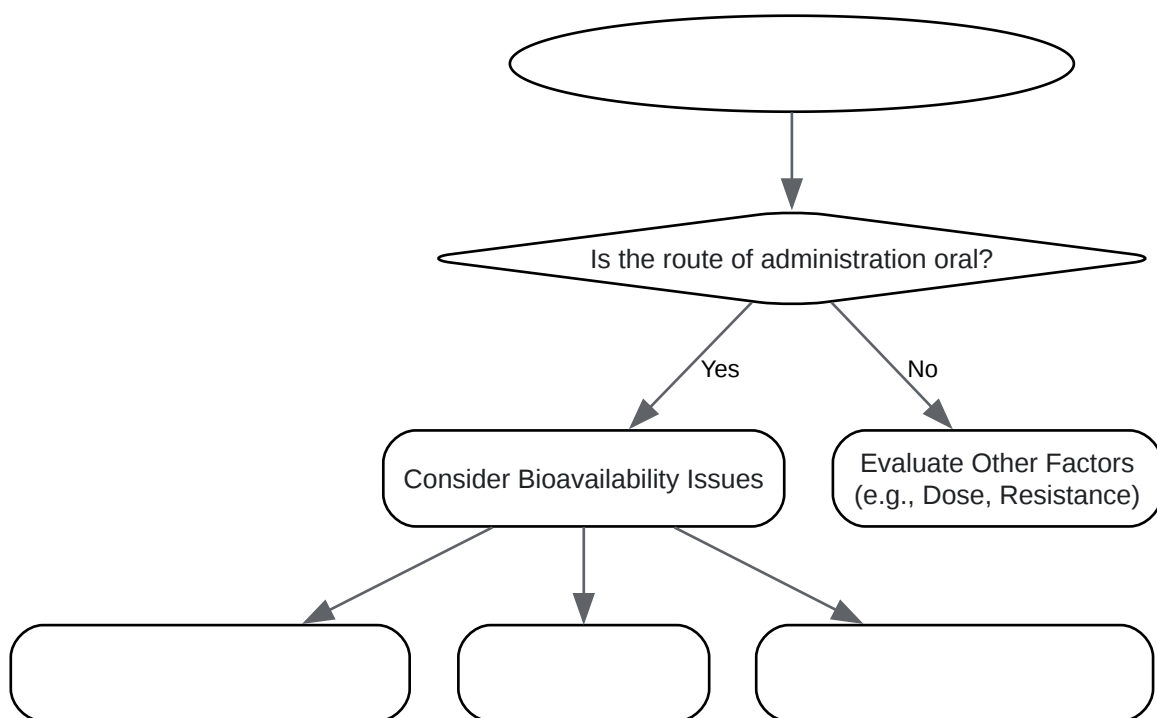 Is the route of administration oral?
Yes
No
Consider Bioavailability Issues
Evaluate Other Factors
(e.g., Dose, Resistance)